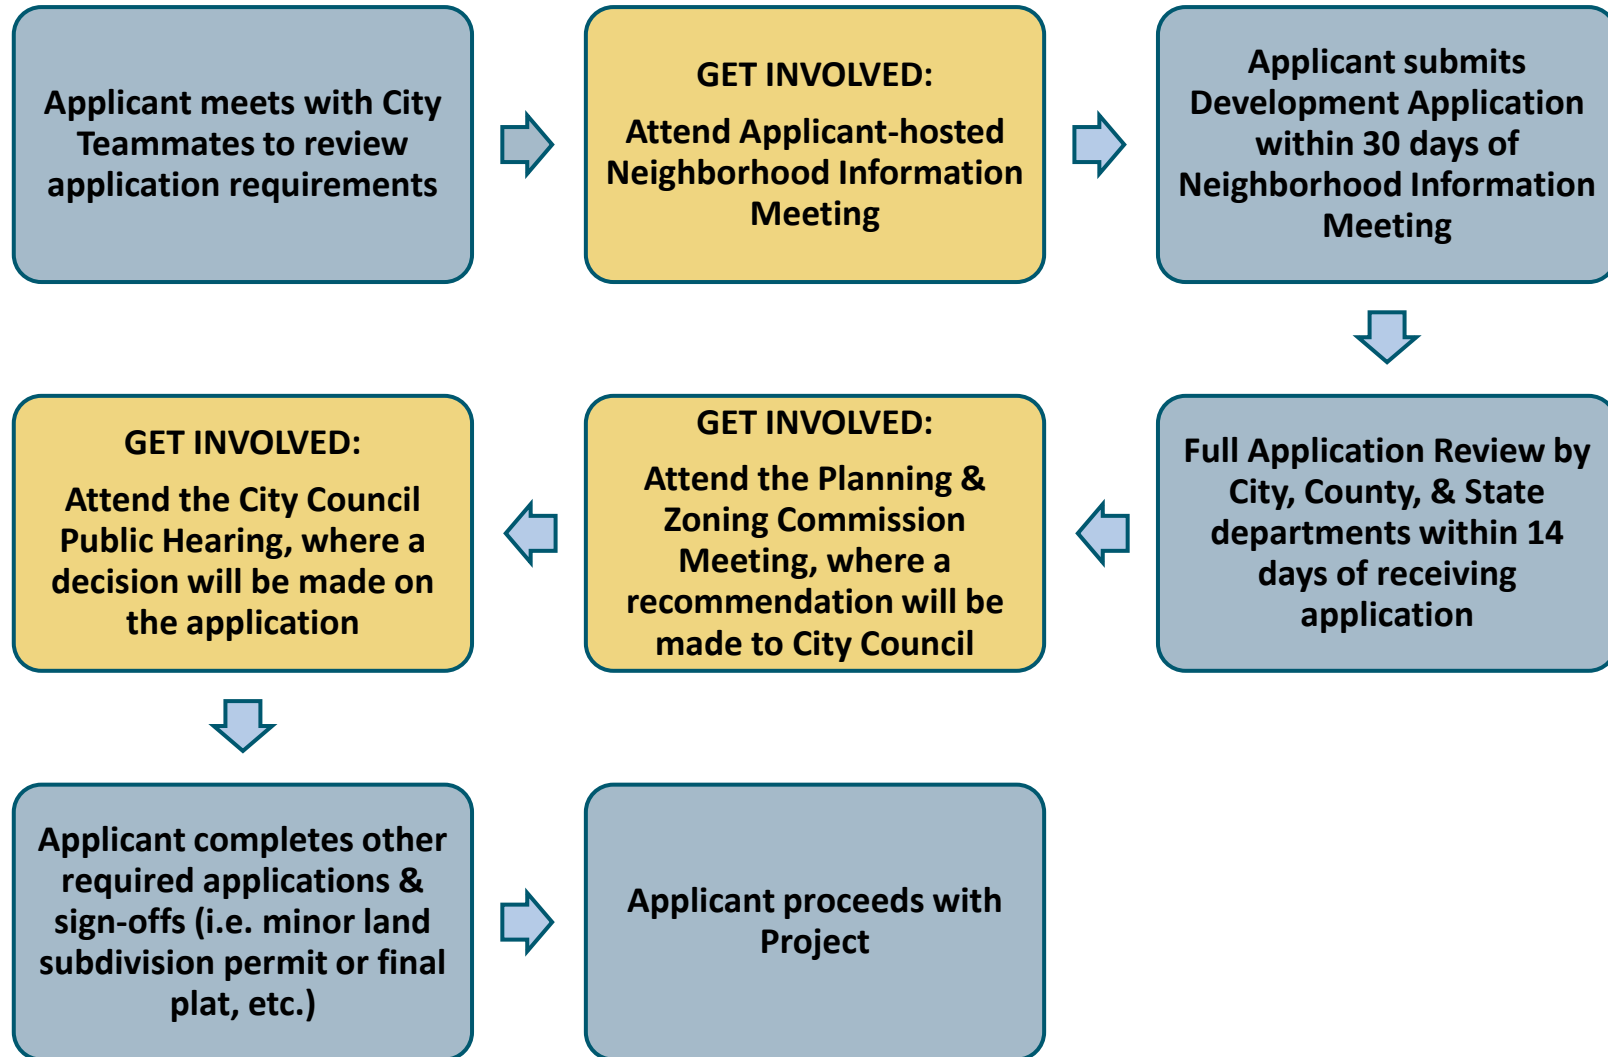 Applicant meets with City
Teammates to review
application requirements
GET INVOLVED:
Attend Applicant-hosted
Neighborhood Information
Meeting
Applicant submits
Development Application
within 30 days of
Neighborhood Information
Meeting
Full Application Review by
City, County, & State
departments within 14
days of receiving
application
GET INVOLVED:
Attend the Planning &
Zoning Commission
Meeting, where a
recommendation will be
made to City Council
GET INVOLVED:
Attend the City Council
Public Hearing, where a
decision will be made on
the application
Applicant completes other
required applications &
sign-offs (i.e. minor land
subdivision permit or final
plat, etc.)
Applicant proceeds with
Project